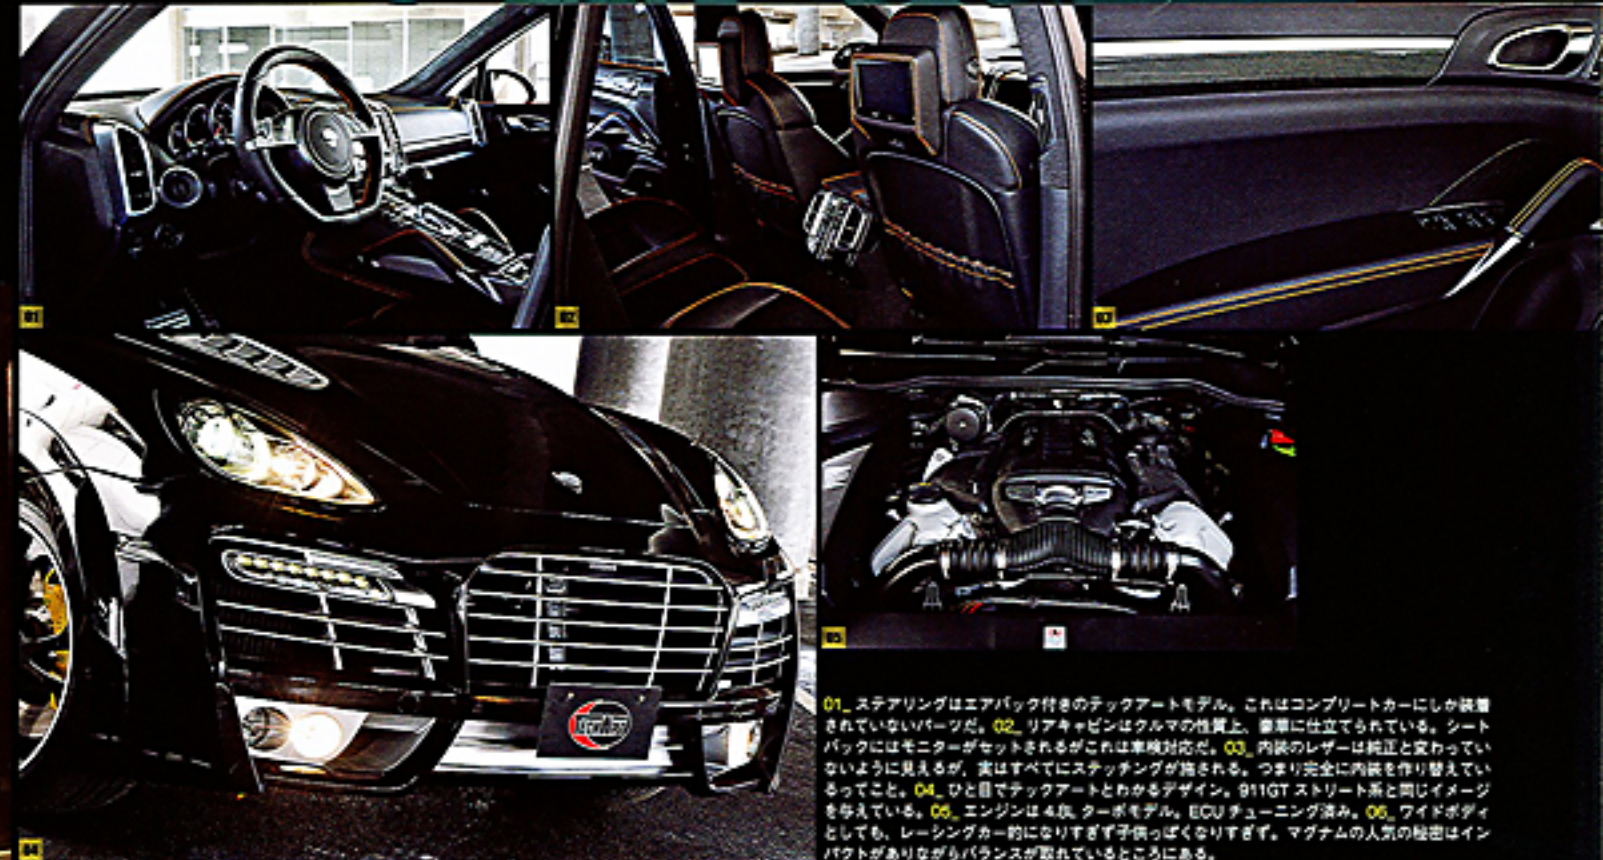 01
02
03
04
05
01_ ステアリングはエアバック付きのテックアートモデル。これはコンプリートカーにしか装着
されていないパーツだ。02_ リアキャビンはクルマの性質上、豪華に仕立てられている。シート
バックにはモニターがセットされるがこれは車検対応だ。03_ 内装のレザーは純正と変わってい
ないように見えるが、実はすべてにステッチングが施される。つまり完全に内装を作り替えてい
るってこと。04_ ひと目でテックアートとわかるデザイン。911GT ストリート系と同じイメージ
を与えている。05_ エンジンは4.8L ターボモデル。ECU チューニング済み。06_ ワイドボディ
としても、レーシングカー的になりすぎず子供っぽくなりすぎず。マグナムの人気の秘密はイン
パクトがありながらバランスが取れているところにある。